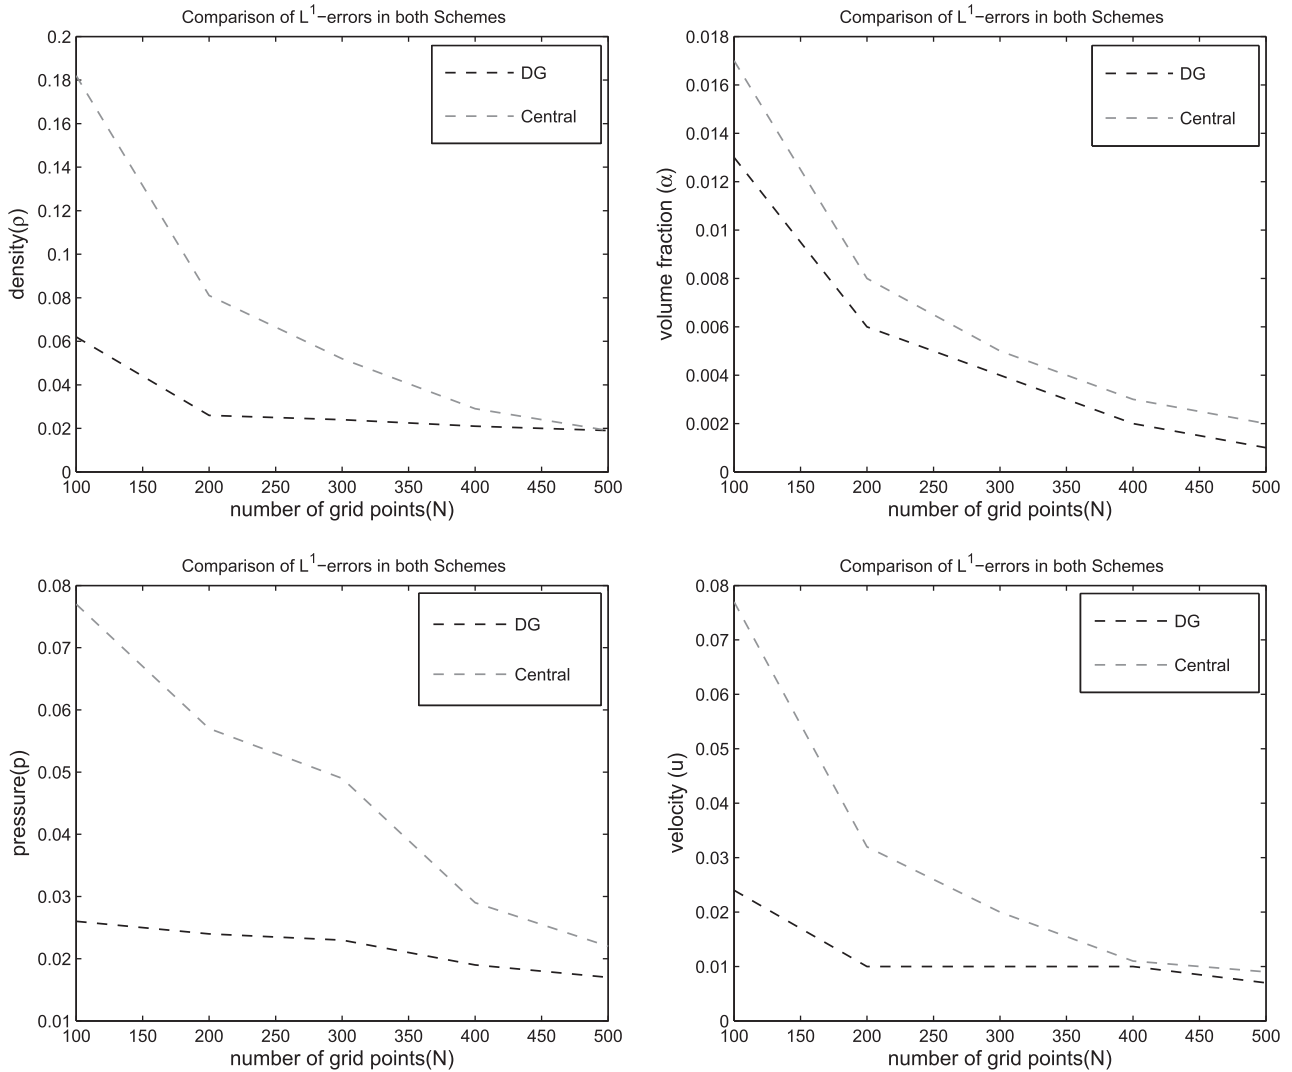 Comparison of L1−errors in both Schemes
0.2
0.18
0.16
0.14
0.12
0.1
0.08
0.06
0.04
0.02
0
density(ρ)
DG
Central
100 150 200 250 300 350 400 450 500
number of grid points(N)
Comparison of L1−errors in both Schemes
0.018
0.016
0.014
0.012
0.01
0.008
0.006
0.004
0.002
0
volume fraction (α)
DG
Central
100 150 200 250 300 350 400 450 500
number of grid points(N)
Comparison of L1−errors in both Schemes
0.08
0.07
0.06
0.05
0.04
0.03
0.02
0.01
pressure(p)
DG
Central
100 150 200 250 300 350 400 450 500
number of grid points(N)
Comparison of L1−errors in both Schemes
0.08
0.07
0.06
0.05
0.04
0.03
0.02
0.01
0
velocity (u)
DG
Central
100 150 200 250 300 350 400 450 500
number of grid points(N)